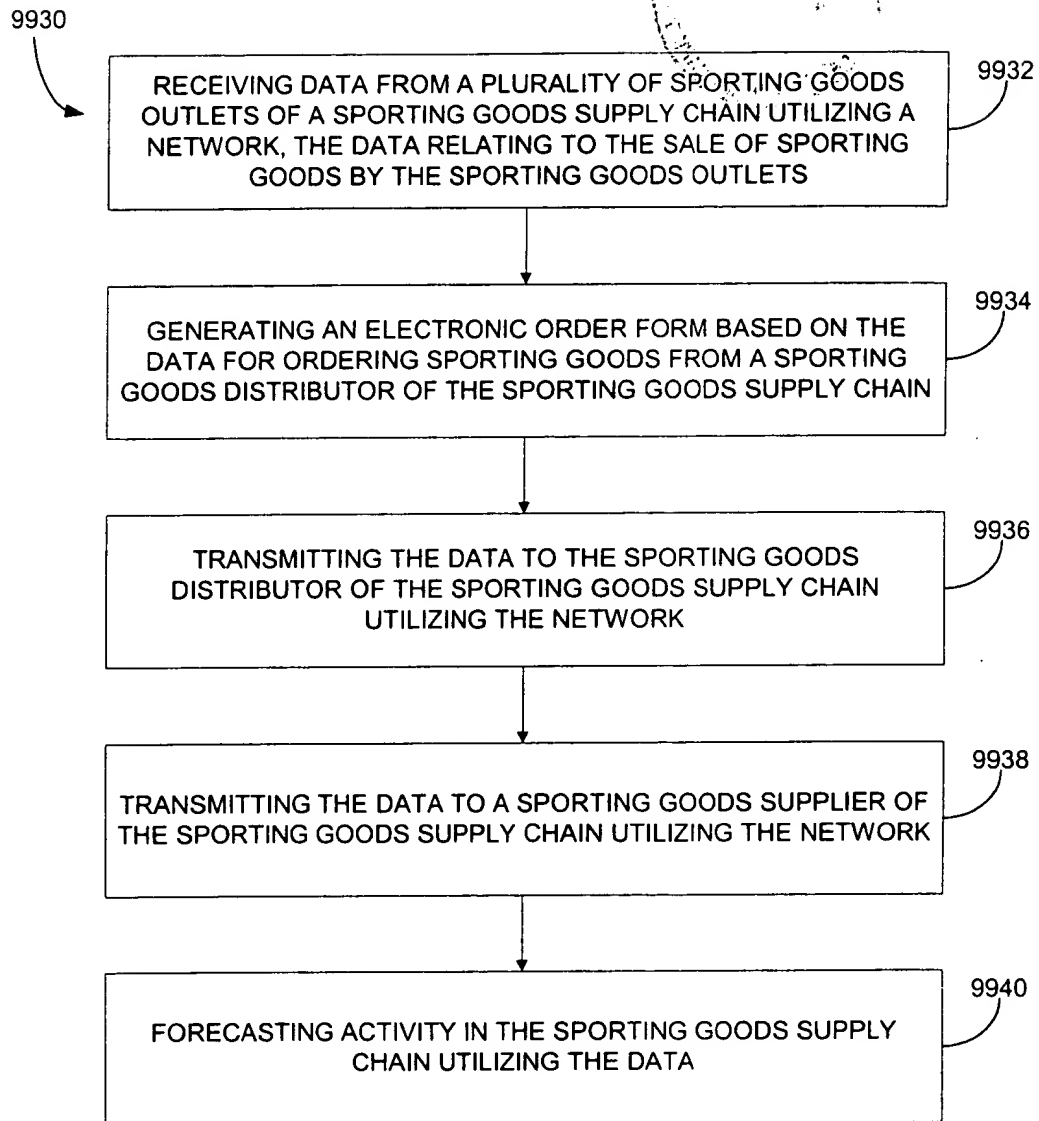 9930
9932
RECEIVING DATA FROM A PLURALITY OF SPORTING GOODS
OUTLETS OF A SPORTING GOODS SUPPLY CHAIN UTILIZING A
NETWORK, THE DATA RELATING TO THE SALE OF SPORTING
GOODS BY THE SPORTING GOODS OUTLETS
9934
GENERATING AN ELECTRONIC ORDER FORM BASED ON THE
DATA FOR ORDERING SPORTING GOODS FROM A SPORTING
GOODS DISTRIBUTOR OF THE SPORTING GOODS SUPPLY CHAIN
9936
TRANSMITTING THE DATA TO THE SPORTING GOODS
DISTRIBUTOR OF THE SPORTING GOODS SUPPLY CHAIN
UTILIZING THE NETWORK
9938
TRANSMITTING THE DATA TO A SPORTING GOODS SUPPLIER OF
THE SPORTING GOODS SUPPLY CHAIN UTILIZING THE NETWORK
9940
FORECASTING ACTIVITY IN THE SPORTING GOODS SUPPLY
CHAIN UTILIZING THE DATA